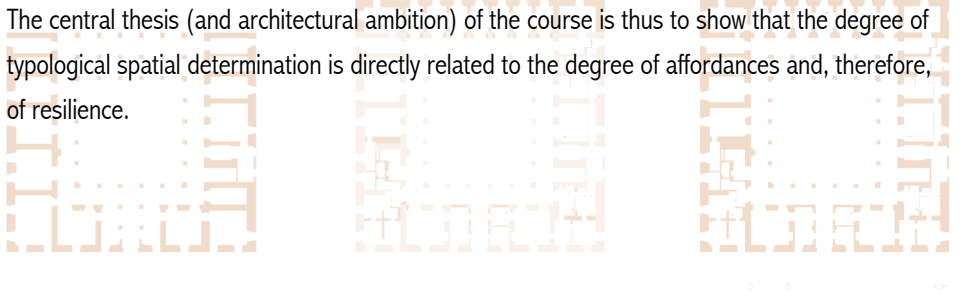 The central thesis (and architectural ambition) of the course is thus to show that the degree of
typological spatial determination is directly related to the degree of affordances and, therefore,
of resilience.